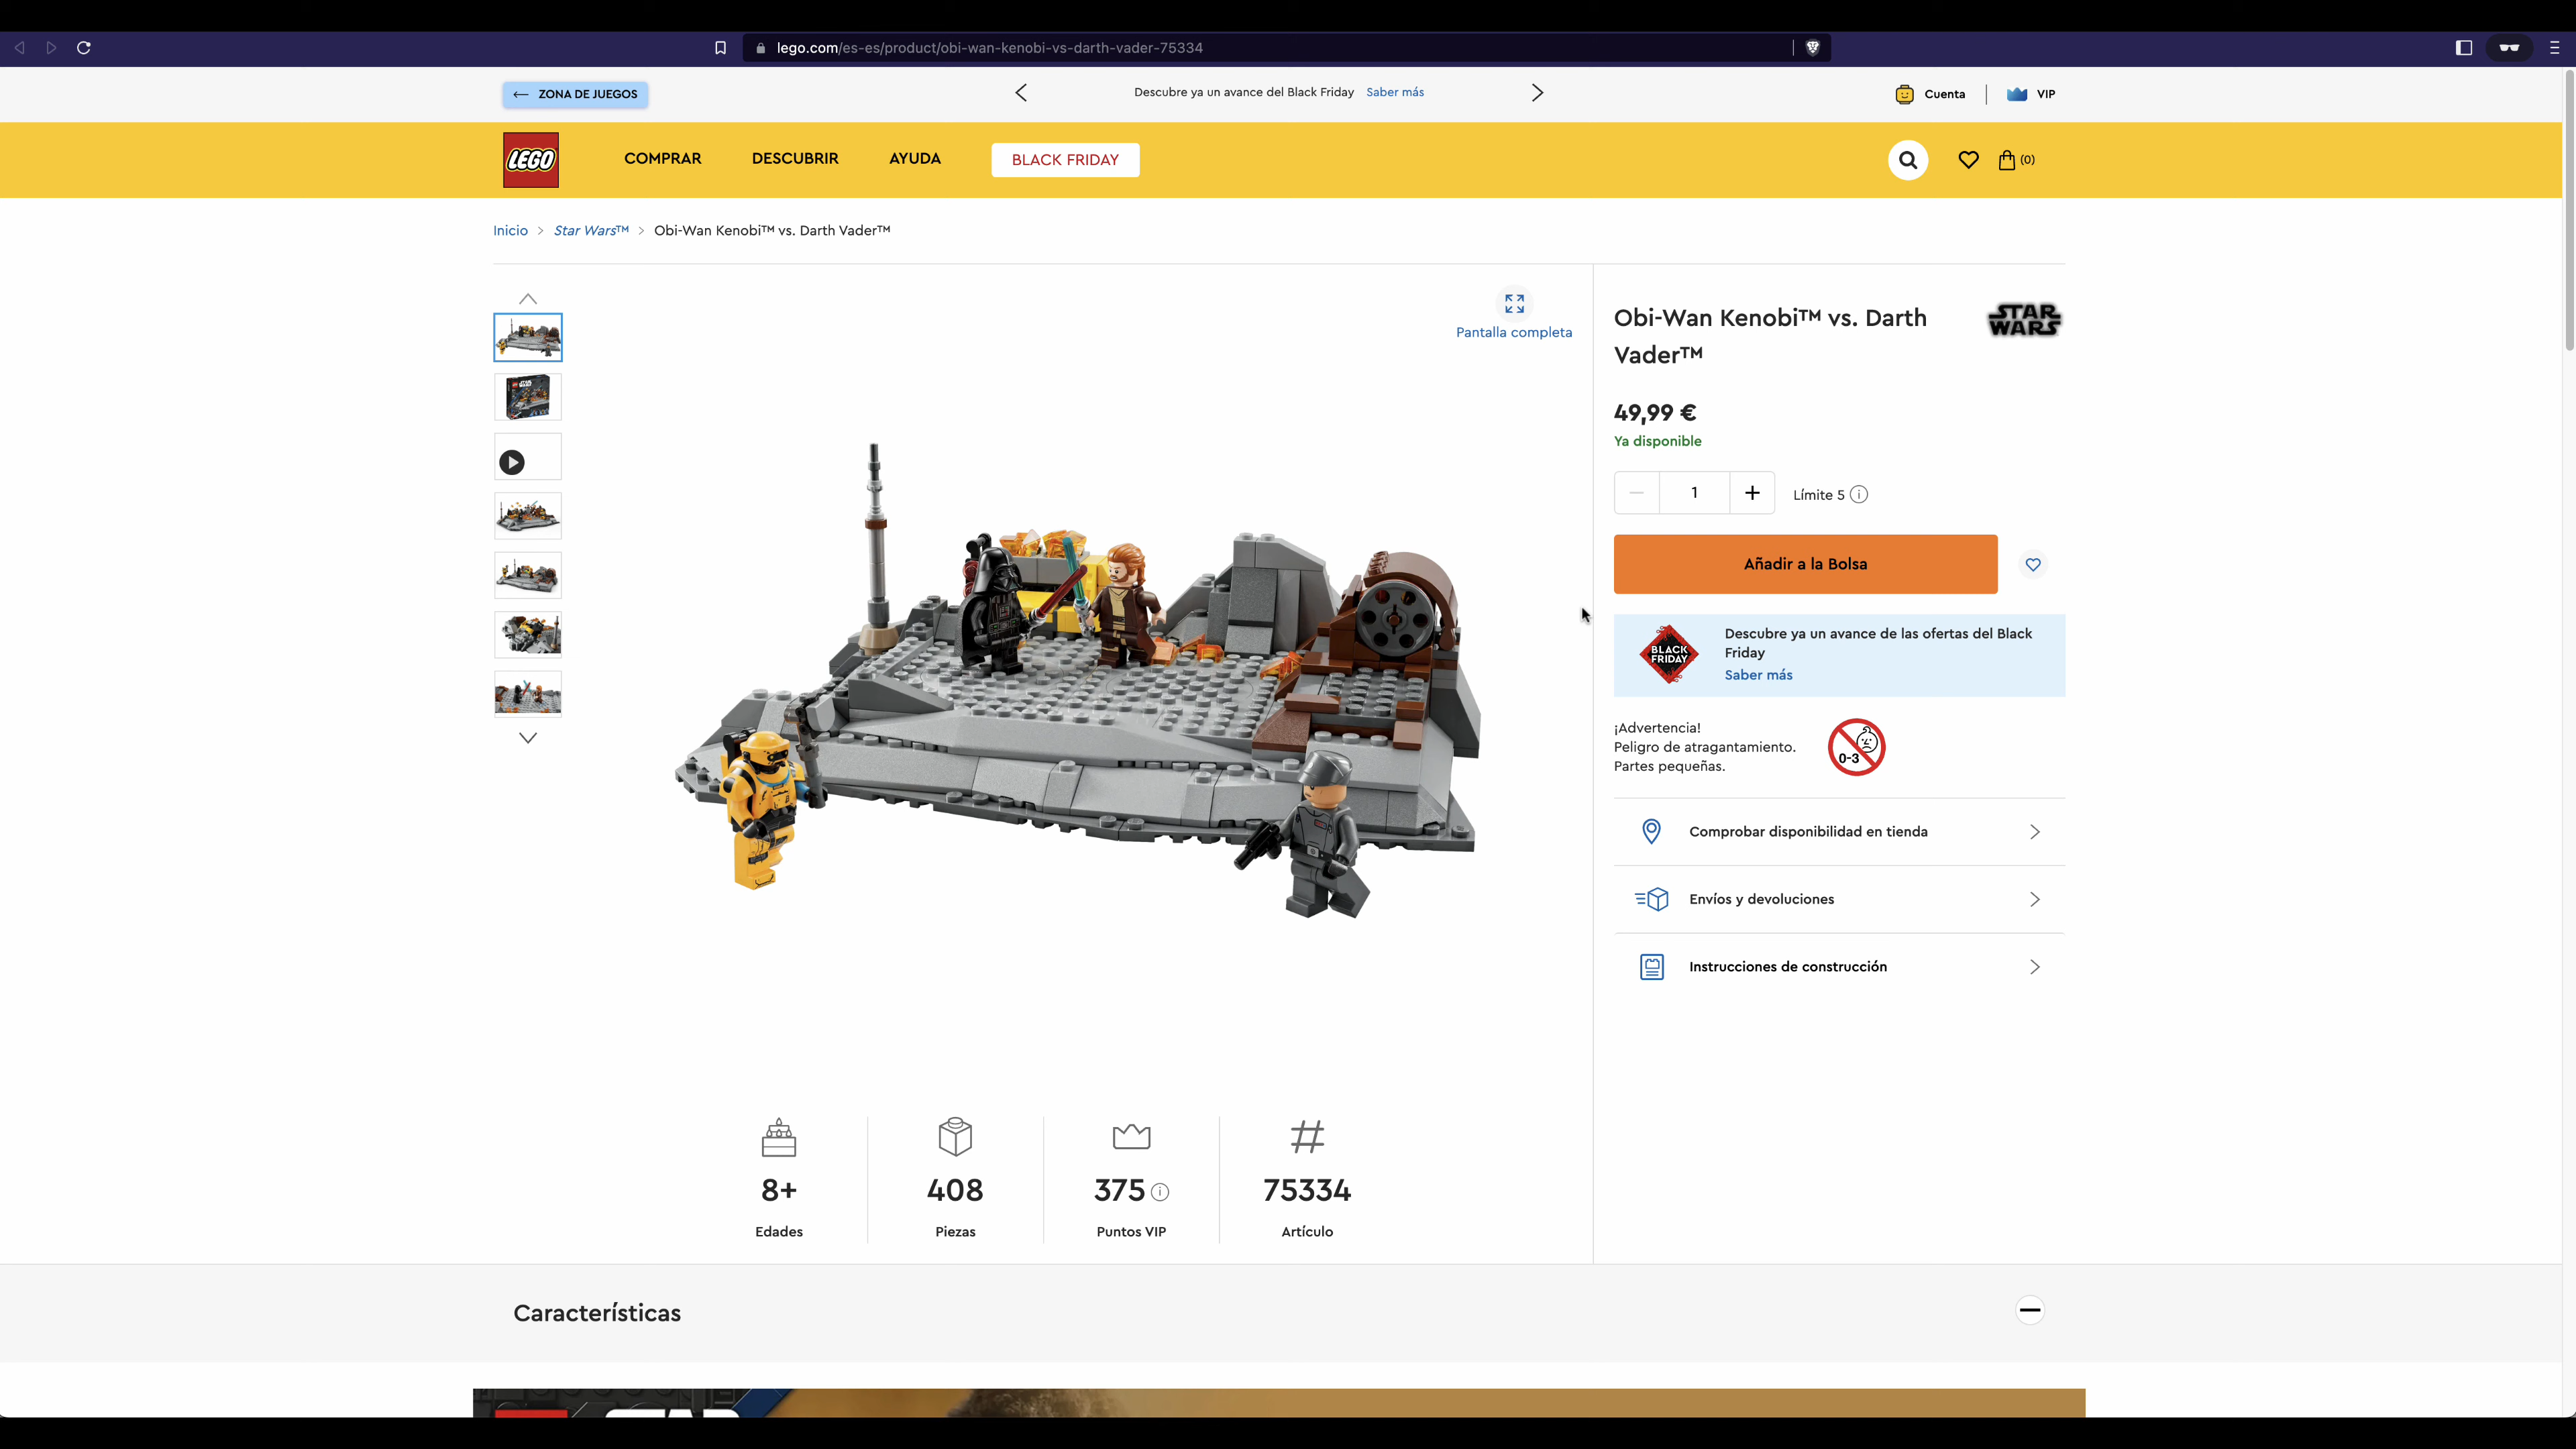 lego.com/es-es/product/obi-wan-kenobi-vs-darth-vader-75334
ZONA DE JUEGOS
Descubre ya un avance del Black Friday Saber más
Cuenta
VIP
LEGO
COMPRAR
DESCUBRIR
AYUDA
BLACK FRIDAY
(0)
Inicio > Star Wars™ > Obi-Wan Kenobi™ vs. Darth Vader™
Pantalla completa
Obi-Wan Kenobi™ vs. Darth
Vader™
STAR
WARS
49,99 €
Ya disponible
1
Límite 5
Añadir a la Bolsa
BLACK
FRIDAY
Descubre ya un avance de las ofertas del Black
Friday
Saber más
¡Advertencia!
Peligro de atragantamiento.
Partes pequeñas.
0-3
Comprobar disponibilidad en tienda
Envíos y devoluciones
Instrucciones de construcción
8+
Edades
408
Piezas
375
Puntos VIP
75334
Artículo
Características